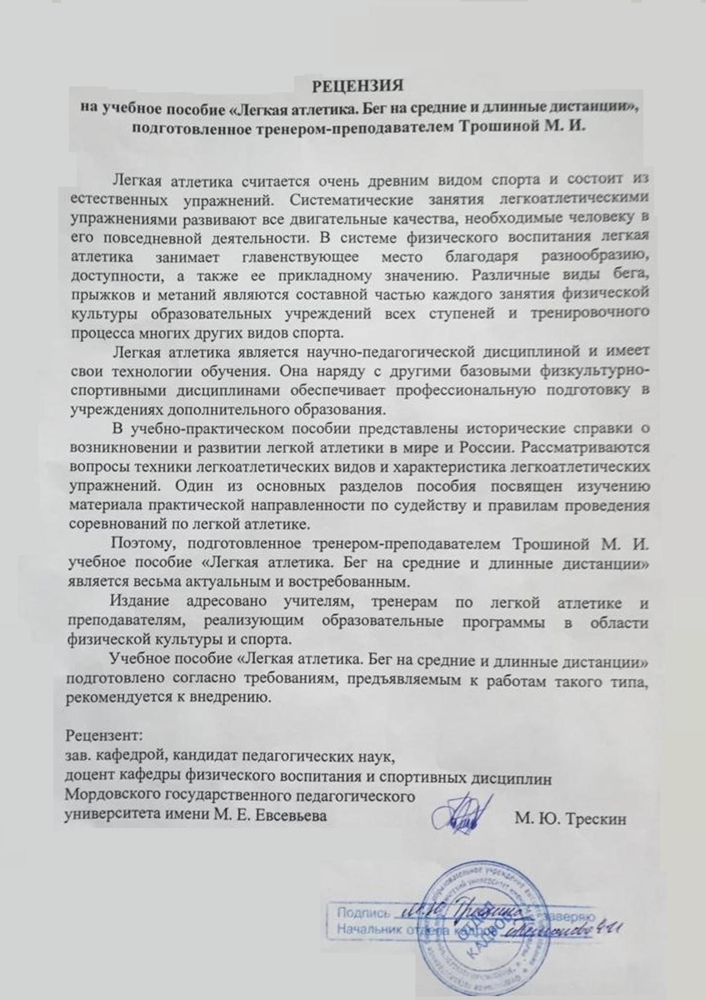 РЕЦЕНЗИЯ
на учебное пособие «Легкая атлетика. Бег на средние и длинные дистанции»,
подготовленное тренером-преподавателем Трошиной М. И.
Легкая атлетика считается очень древним видом спорта и состоит из
естественных упражнений. Систематические занятия легкоатлетическими
упражнениями развивают все двигательные качества, необходимые человеку в
его повседневной деятельности. В системе физического воспитания легкая
атлетика занимает главенствующее место благодаря разнообразию,
доступности, а также ее прикладному значению. Различные виды бега,
прыжков и метаний являются составной частью каждого занятия физической
культуры образовательных учреждений всех ступеней и тренировочного
процесса многих других видов спорта.
Легкая атлетика является научно-педагогической дисциплиной и имеет
свои технологии обучения. Она наряду с другими базовыми физкультурно-
спортивными дисциплинами обеспечивает профессиональную подготовку в
учреждениях дополнительного образования.
В учебно-практическом пособии представлены исторические справки о
возникновении и развитии легкой атлетики в мире и России. Рассматриваются
вопросы техники легкоатлетических видов и характеристика легкоатлетических
упражнений. Один из основных разделов пособия посвящен изучению
материала практической направленности по судейству и правилам проведения
соревнований по легкой атлетике.
Поэтому, подготовленное тренером-преподавателем Трошиной М. И.
учебное пособие «Легкая атлетика. Бег на средние и длинные дистанции»
является весьма актуальным и востребованным.
Издание адресовано учителям, тренерам по легкой атлетике и
преподавателям, реализующим образовательные программы в области
физической культуры и спорта.
Учебное пособие «Легкая атлетика. Бег на средние и длинные дистанции»
подготовлено согласно требованиям, предъявляемым к работам такого типа,
рекомендуется к внедрению.
Рецензент:
зав. кафедрой, кандидат педагогических наук,
доцент кафедры физического воспитания и спортивных дисциплин
Мордовского государственного педагогического
университета имени М. Е. Евсевьева
М. Ю. Трескин
Подпись М.Ю Трескина заверяю
Начальник отдела кадров
ОТДЕЛ
КАДРОВ